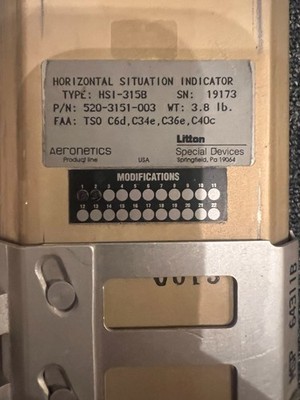 HORIZONTAL SITUATION INDICATOR
TYPE: HSI-315B SN: 19173
P/N: 520-3151-003 WT: 3.8 lb.
FAA: TSO C6d,C34e,C36e,C40c
Aeronetics Litton
Product line USA Special Devices
Springfield, Pa 19064
MODIFICATIONS
1 2 3 4 5 6 7 8 9 10 11
12 13 14 15 16 17 18 19 20 21 22